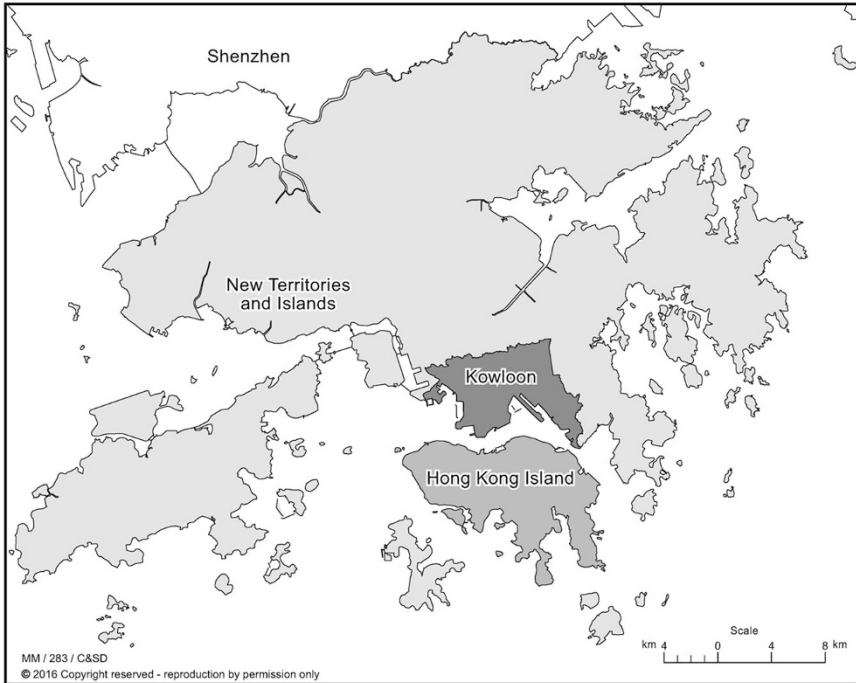 Shenzhen
New Territories
and Islands
Kowloon
Hong Kong Island
Scale
km 4 0 4 8 km
MM / 283 / C&SD
© 2016 Copyright reserved - reproduction by permission only